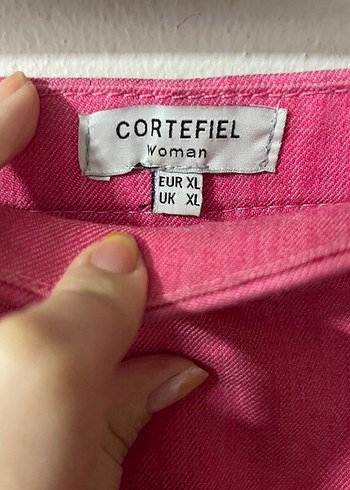 CORTEFIEL
Woman
EUR XL
UK XL